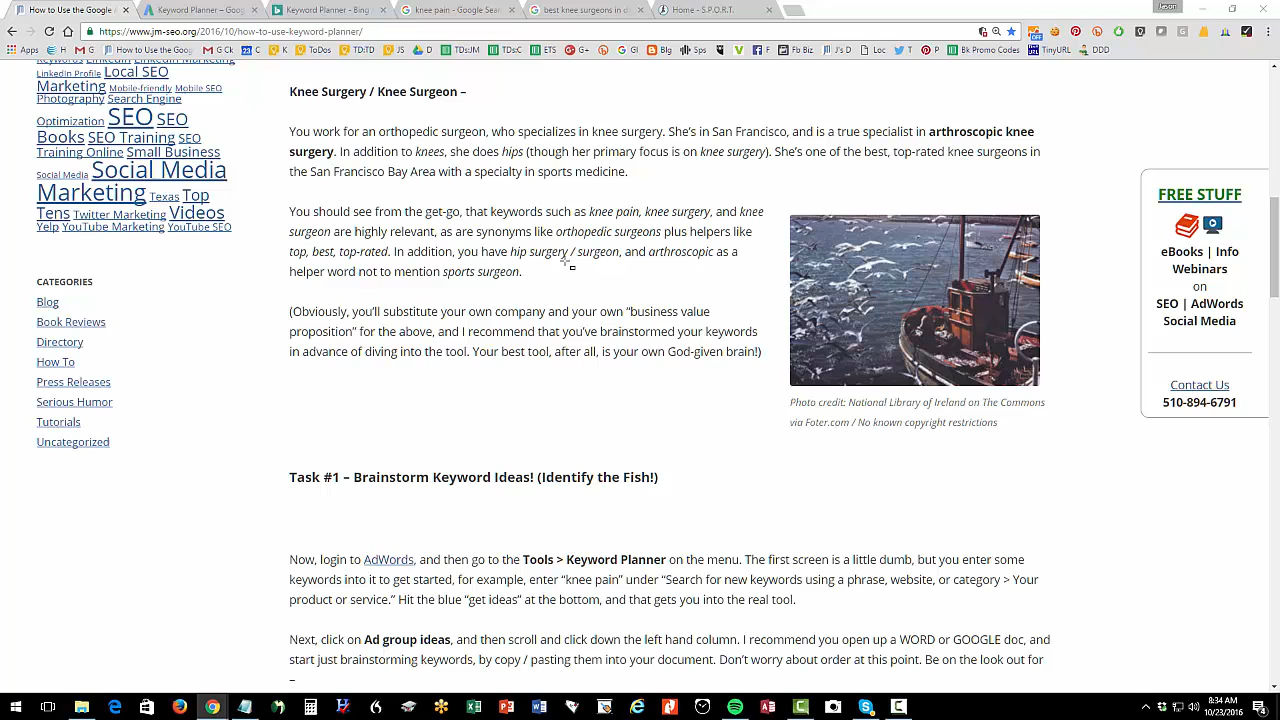 How to Use the Google
Keyword Planner – Goog
Keyword Planner - Bing
knee pain - Google Sear
best knee surgeons in d
Home - S.P.O.R.T.
Jason
https://www.jm-seo.org/2016/10/how-to-use-keyword-planner/
Apps
H
G
How to Use the Googl
K
ToDos
TD:TD
JS
D
TDsJM
TDsC
ETS
G+
GI
Blg
Sps
V
F
Fb Biz
J's D
Loc
T
P
Bk Promo Codes
TinyURL
DDD
Keywords LinkedIn LinkedIn Marketing
LinkedIn Profile Local SEO
Marketing Mobile-friendly Mobile SEO
Photography Search Engine
Optimization SEO SEO
Books SEO Training SEO
Training Online Small Business
Social Media Social Media
Marketing Texas Top
Tens Twitter Marketing Videos
Yelp YouTube Marketing YouTube SEO
CATEGORIES
Blog
Book Reviews
Directory
How To
Press Releases
Serious Humor
Tutorials
Uncategorized
Knee Surgery / Knee Surgeon –
You work for an orthopedic surgeon, who specializes in knee surgery. She's in San Francisco, and is a true specialist in arthroscopic knee
surgery. In addition to knees, she does hips (though her primary focus is on knee surgery). She's one of the best, top-rated knee surgeons in
the San Francisco Bay Area with a specialty in sports medicine.
You should see from the get-go, that keywords such as knee pain, knee surgery, and knee
surgeon are highly relevant, as are synonyms like orthopedic surgeons plus helpers like
top, best, top-rated. In addition, you have hip surgery / surgeon, and arthroscopic as a
helper word not to mention sports surgeon.
(Obviously, you'll substitute your own company and your own "business value
proposition" for the above, and I recommend that you've brainstormed your keywords
in advance of diving into the tool. Your best tool, after all, is your own God-given brain!)
Photo credit: National Library of Ireland on The Commons
via Foter.com / No known copyright restrictions
Task #1 – Brainstorm Keyword Ideas! (Identify the Fish!)
Now, login to AdWords, and then go to the Tools > Keyword Planner on the menu. The first screen is a little dumb, but you enter some
keywords into it to get started, for example, enter "knee pain" under "Search for new keywords using a phrase, website, or category > Your
product or service." Hit the blue "get ideas" at the bottom, and that gets you into the real tool.
Next, click on Ad group ideas, and then scroll and click down the left hand column. I recommend you open up a WORD or GOOGLE doc, and
start just brainstorming keywords, by copy / pasting them into your document. Don't worry about order at this point. Be on the look out for
–
FREE STUFF
eBooks | Info
Webinars
on
SEO | AdWords
Social Media
Contact Us
510-894-6791
8:34 AM
10/23/2016